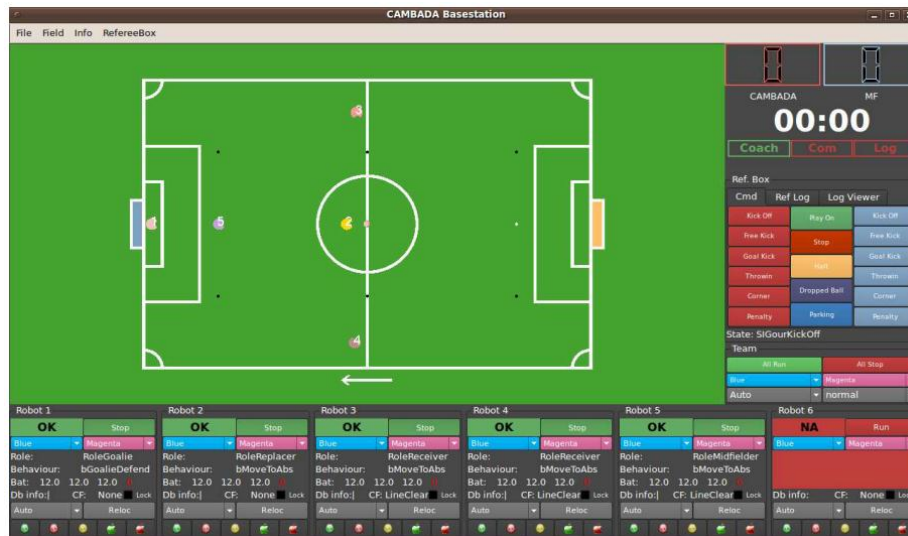 CAMBADA Basestation
File Field Info RefereeBox
0 0
CAMBADA MF
00:00
Coach Com Log
Ref. Box
Cmd Ref Log Log Viewer
Kick Off Play On Kick Off
Free Kick Stop Free Kick
Goal Kick Halt Goal Kick
Throwin Throwin
Corner Dropped Ball Corner
Penalty Parking Penalty
State: SIGourKickOff
Team
All Run All Stop
Blue Magenta
Auto normal
3
5
4
Robot 1 Robot 2 Robot 3 Robot 4 Robot 5 Robot 6
OK Stop OK Stop OK Stop OK Stop OK Stop NA Run
Blue Magenta Blue Magenta Blue Magenta Blue Magenta Blue Magenta Blue Magenta
Role: RoleGoalie Role: RoleReplacer Role: RoleReceiver Role: RoleReceiver Role: RoleMidfielder
Behaviour: bGoalieDefend Behaviour: bMoveToAbs Behaviour: bMoveToAbs Behaviour: bMoveToAbs Behaviour: bMoveToAbs
Bat: 12.0 12.0 12.0 0 Bat: 12.0 12.0 12.0 0 Bat: 12.0 12.0 12.0 0 Bat: 12.0 12.0 12.0 0 Bat: 12.0 12.0 12.0 0
Db info:| CF: None Lock Db info:| CF: None Lock Db info:| CF: LineClear Lock Db info:| CF: LineClear Lock Db info:| CF: LineClear Lock Db info: CF: None Lock
Auto Reloc Auto Reloc Auto Reloc Auto Reloc Auto Reloc Auto Reloc